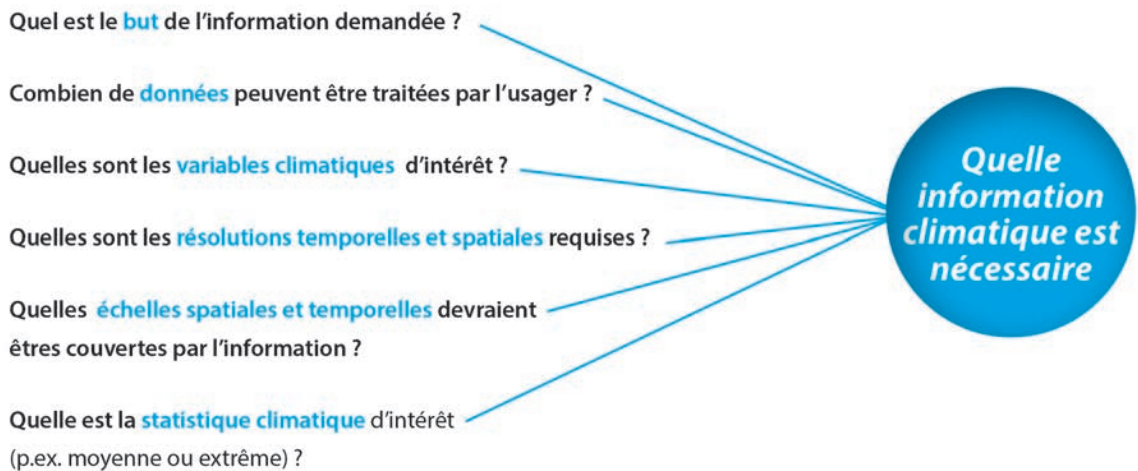 Quel est le but de l'information demandée ?
Combien de données peuvent être traitées par l'usager ?
Quelles sont les variables climatiques d'intérêt ?
Quelles sont les résolutions temporelles et spatiales requises ?
Quelles échelles spatiales et temporelles devraient
êtres couvertes par l'information ?
Quelle est la statistique climatique d'intérêt
(p.ex. moyenne ou extrême) ?
Quelle
information
climatique est
nécessaire